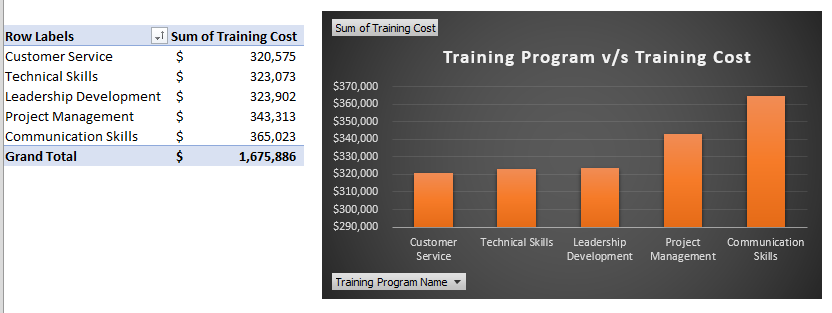 Row Labels Sum of Training Cost
Customer Service $ 320,575
Technical Skills $ 323,073
Leadership Development $ 323,902
Project Management $ 343,313
Communication Skills $ 365,023
Grand Total $ 1,675,886
Sum of Training Cost
Training Program v/s Training Cost
$370,000
$360,000
$350,000
$340,000
$330,000
$320,000
$310,000
$300,000
$290,000
Customer Service
Technical Skills
Leadership Development
Project Management
Communication Skills
Training Program Name